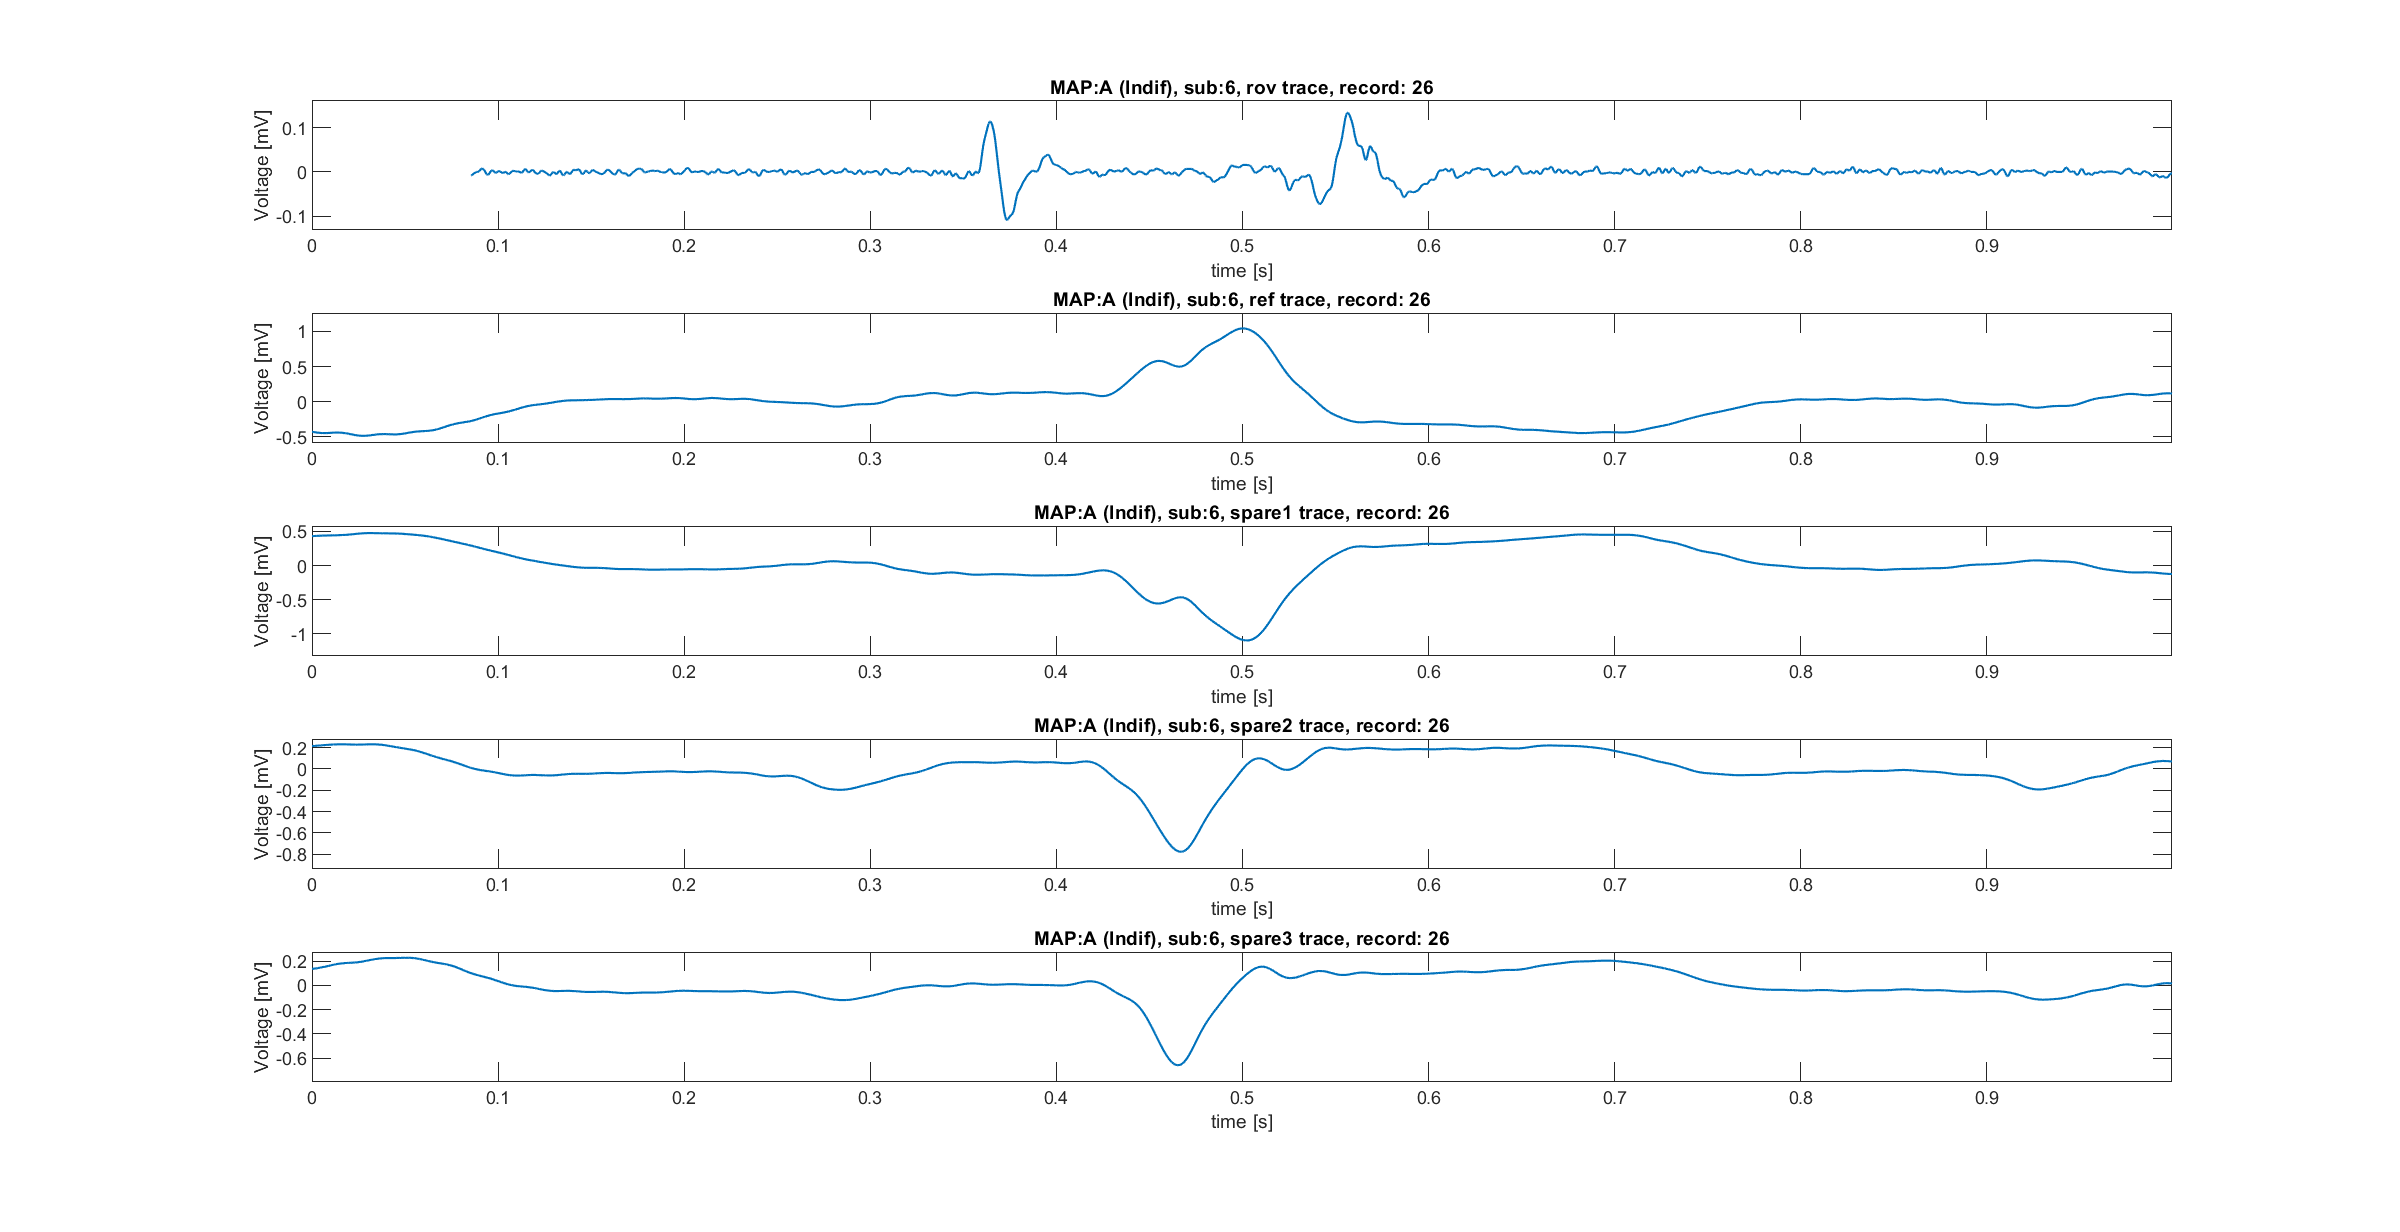 MAP:A (Indif), sub:6, rov trace, record: 26
Voltage [mV]
0.1
0
-0.1
0 0.1 0.2 0.3 0.4 0.5 0.6 0.7 0.8 0.9
time [s]
MAP:A (Indif), sub:6, ref trace, record: 26
Voltage [mV]
1
0.5
0
-0.5
0 0.1 0.2 0.3 0.4 0.5 0.6 0.7 0.8 0.9
time [s]
MAP:A (Indif), sub:6, spare1 trace, record: 26
Voltage [mV]
0.5
0
-0.5
-1
0 0.1 0.2 0.3 0.4 0.5 0.6 0.7 0.8 0.9
time [s]
MAP:A (Indif), sub:6, spare2 trace, record: 26
Voltage [mV]
0.2
0
-0.2
-0.4
-0.6
-0.8
0 0.1 0.2 0.3 0.4 0.5 0.6 0.7 0.8 0.9
time [s]
MAP:A (Indif), sub:6, spare3 trace, record: 26
Voltage [mV]
0.2
0
-0.2
-0.4
-0.6
0 0.1 0.2 0.3 0.4 0.5 0.6 0.7 0.8 0.9
time [s]